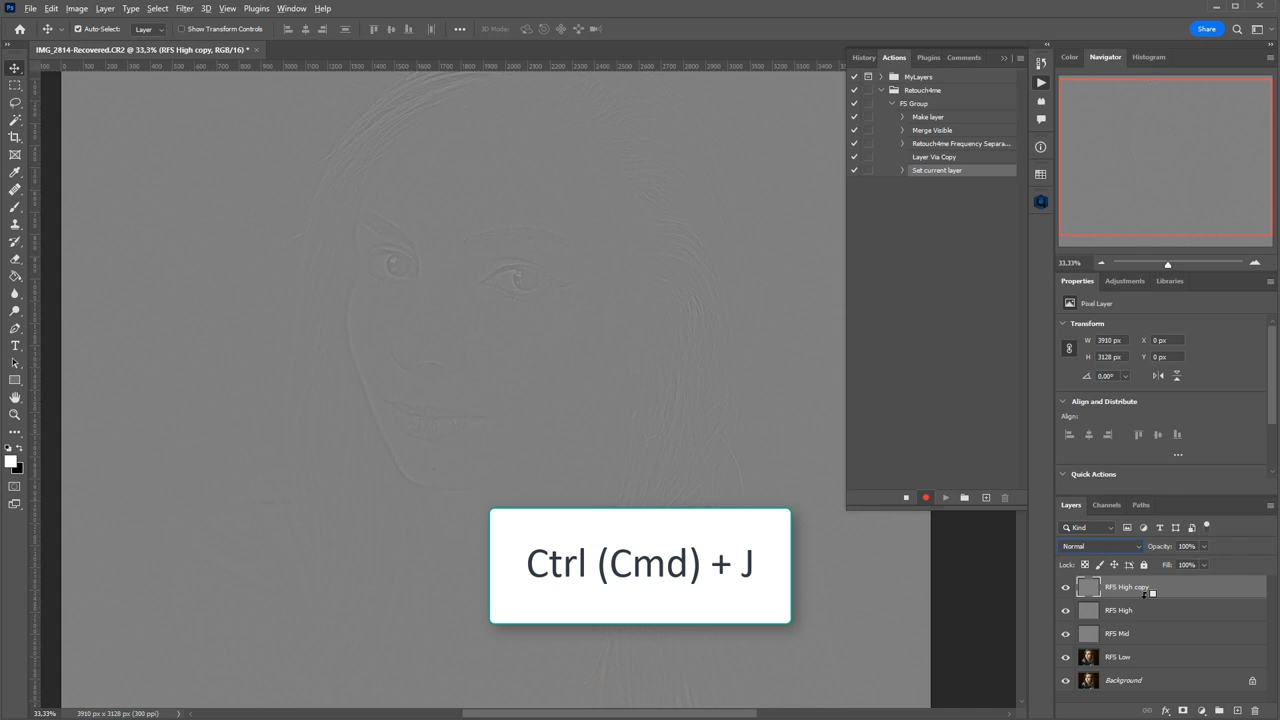 Ps File Edit Image Layer Type Select Filter 3D View Plugins Window Help
Auto-Select: Layer Show Transform Controls 3D Mode: Share
IMG_2814-Recovered.CR2 @ 33,3% (RFS High copy, RGB/16) *
History Actions Plugins Comments
MyLayers
Retouch4me
FS Group
Make layer
Merge Visible
Retouch4me Frequency Separa...
Layer Via Copy
Set current layer
Color Navigator Histogram
33,33%
Properties Adjustments Libraries
Pixel Layer
Transform
W 3910 px X 0 px
H 3128 px Y 0 px
0,00°
Align and Distribute
Align:
Quick Actions
Layers Channels Paths
Kind
Normal Opacity: 100%
Lock: Fill: 100%
RFS High copy
RFS High
RFS Mid
RFS Low
Background
Ctrl (Cmd) + J
33,33% 3910 px x 3128 px (300 ppi)